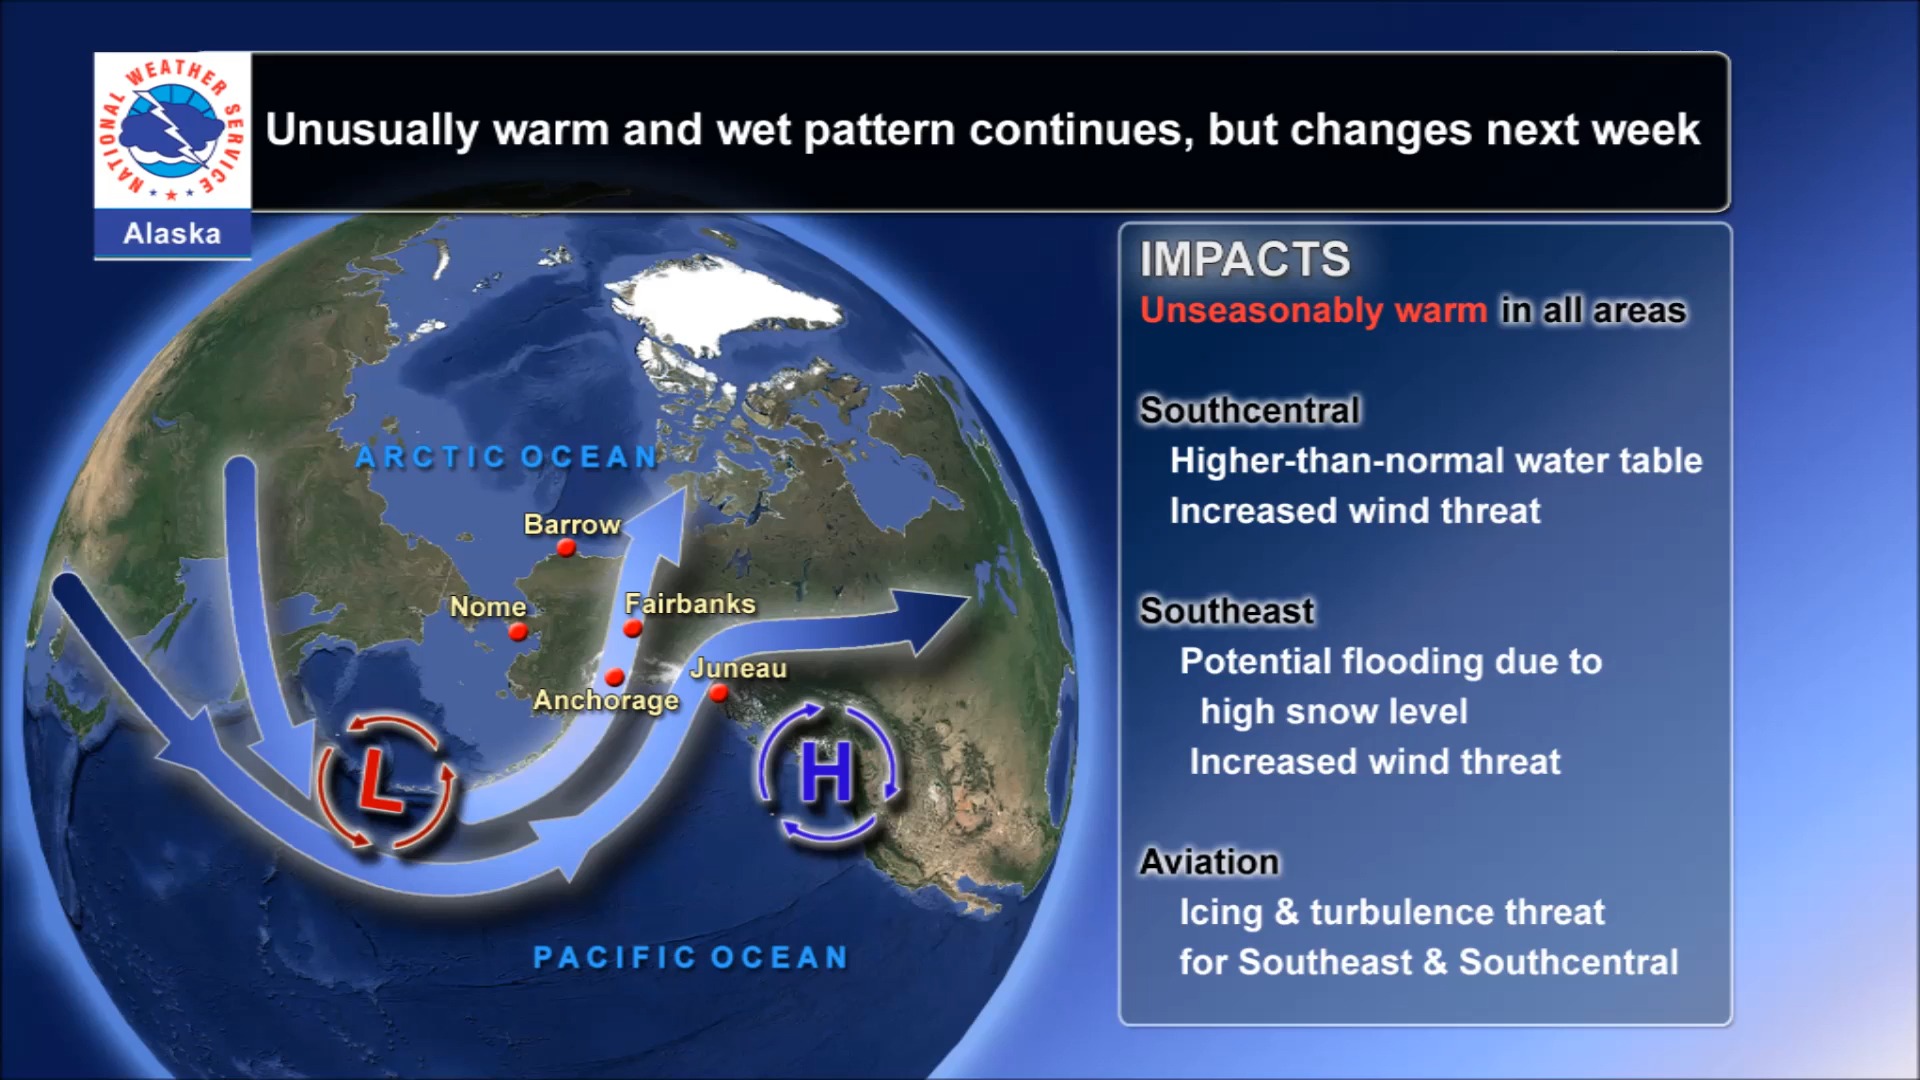 NATIONAL WEATHER SERVICE
Alaska
Unusually warm and wet pattern continues, but changes next week
ARCTIC OCEAN
Barrow
Nome
Fairbanks
Juneau
Anchorage
L
H
PACIFIC OCEAN
IMPACTS
Unseasonably warm in all areas
Southcentral
Higher-than-normal water table
Increased wind threat
Southeast
Potential flooding due to
high snow level
Increased wind threat
Aviation
Icing & turbulence threat
for Southeast & Southcentral